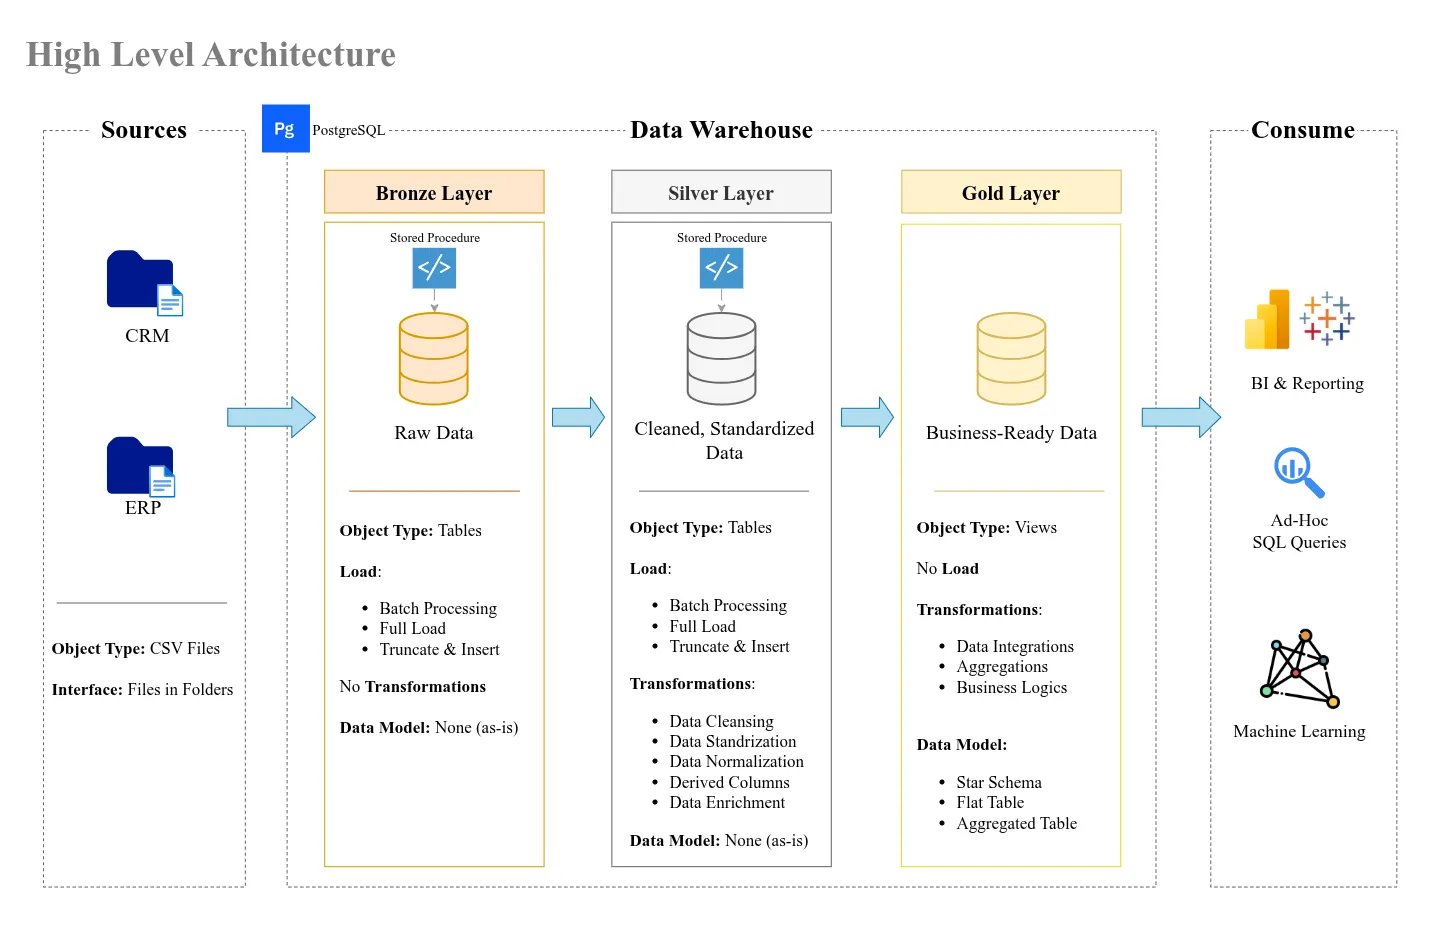 High Level Architecture
Sources
CRM
ERP
Object Type: CSV Files
Interface: Files in Folders
Pg
PostgreSQL
Data Warehouse
Bronze Layer
Stored Procedure
</>
Raw Data
Object Type: Tables
Load:
• Batch Processing
• Full Load
• Truncate & Insert
No Transformations
Data Model: None (as-is)
Silver Layer
Stored Procedure
</>
Cleaned, Standardized
Data
Object Type: Tables
Load:
• Batch Processing
• Full Load
• Truncate & Insert
Transformations:
• Data Cleansing
• Data Standrization
• Data Normalization
• Derived Columns
• Data Enrichment
Data Model: None (as-is)
Gold Layer
Business-Ready Data
Object Type: Views
No Load
Transformations:
• Data Integrations
• Aggregations
• Business Logics
Data Model:
• Star Schema
• Flat Table
• Aggregated Table
Consume
BI & Reporting
Ad-Hoc
SQL Queries
Machine Learning